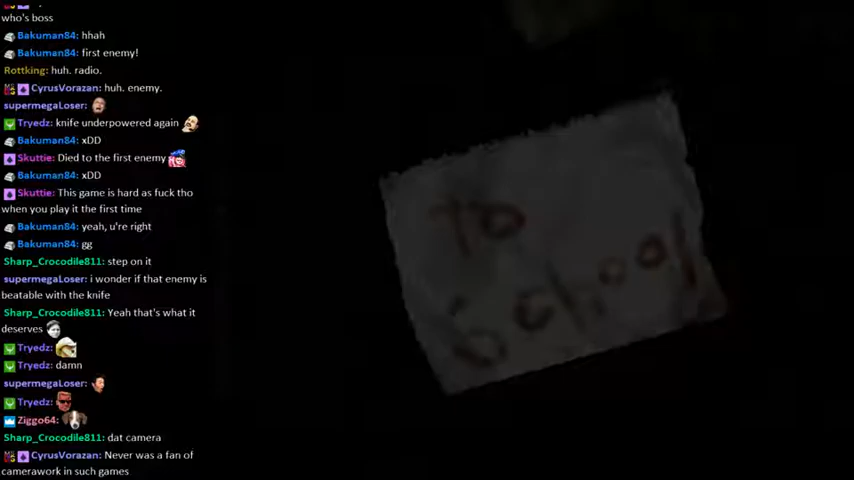 who's boss
Bakuman84: hhah
Bakuman84: first enemy!
Rottking: huh. radio.
CyrusVorazan: huh. enemy.
supermegaLoser:
Tryedz: knife underpowered again
Bakuman84: xDD
Skuttie: Died to the first enemy
Bakuman84: xDD
Skuttie: This game is hard as fuck tho
when you play it the first time
Bakuman84: yeah, u're right
Bakuman84: gg
Sharp_Crocodile811: step on it
supermegaLoser: i wonder if that enemy is
beatable with the knife
Sharp_Crocodile811: Yeah that's what it
deserves
Tryedz:
Tryedz: damn
supermegaLoser:
Tryedz:
Ziggo64:
Sharp_Crocodile811: dat camera
CyrusVorazan: Never was a fan of
camerawork in such games
To
School